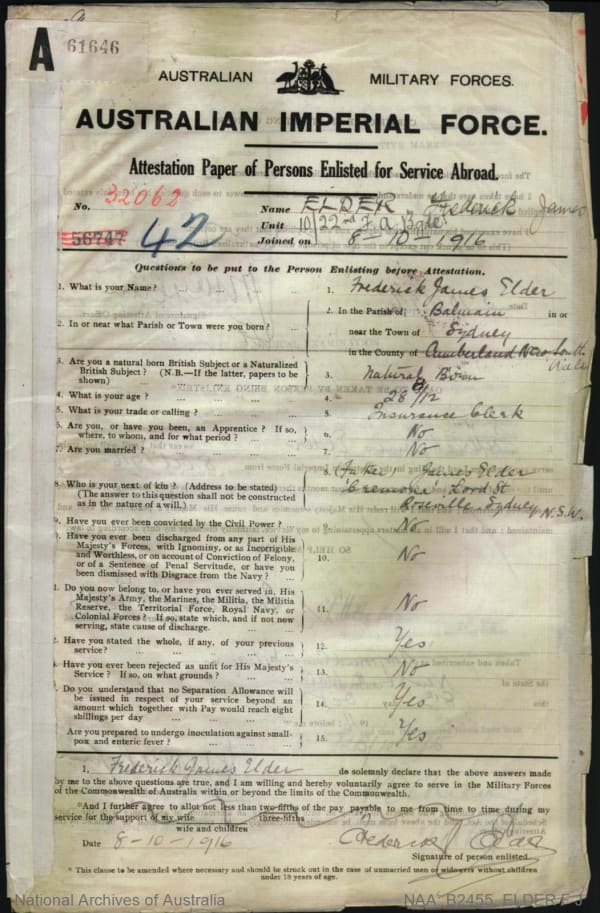 A 61646
AUSTRALIAN MILITARY FORCES.
AUSTRALIAN IMPERIAL FORCE.
Attestation Paper of Persons Enlisted for Service Abroad.
No. 32062
Name ELDER Frederick James
56747 42
Unit 10/22nd F.A. Bde
Joined on 8-10-1916
Questions to be put to the Person Enlisting before Attestation.
1. What is your Name? ... 1. Frederick James Elder
2. In or near what Parish or Town were you born? ... 2. In the Parish of Balmain in or
near the Town of Sydney
in the County of Cumberland New South Wales
3. Are you a natural born British Subject or a Naturalized
British Subject? (N.B.—If the latter, papers to be
shown) 3. Natural Born
4. What is your age? ... 4. 28 /12
5. What is your trade or calling? ... 5. Insurance Clerk
6. Are you, or have you been, an Apprentice? If so,
where, to whom, and for what period? ... 6. No
7. Are you married? ... 7. No
8. Who is your next of kin? (Address to be stated) ...
(The answer to this question shall not be constructed
as in the nature of a will.) 8. Father James Elder
"Cremona" Lord St
Roseville Sydney N.S.W.
9. Have you ever been convicted by the Civil Power? ... 9. No
Have you ever been discharged from any part of His
Majesty's Forces, with Ignominy, or as Incorrigible
and Worthless, or on account of Conviction of Felony,
or of a Sentence of Penal Servitude, or have you
been dismissed with Disgrace from the Navy? ... 10. No
Do you now belong to, or have you ever served in, His
Majesty's Army, the Marines, the Militia, the Militia
Reserve, the Territorial Force, Royal Navy, or
Colonial Forces? If so, state which, and if not now
serving, state cause of discharge. 11. No
Have you stated the whole, if any, of your previous
service? ... 12. Yes
Have you ever been rejected as unfit for His Majesty's
Service? If so, on what grounds? 13. No
Do you understand that no Separation Allowance will
be issued in respect of your service beyond an
amount which together with Pay would reach eight
shillings per day ... 14. Yes
Are you prepared to undergo inoculation against small-
pox and enteric fever? ... 15. Yes
I, Frederick James Elder do solemnly declare that the above answers made
by me to the above questions are true, and I am willing and hereby voluntarily agree to serve in the Military Forces
of the Commonwealth of Australia within or beyond the limits of the Commonwealth.
*And I further agree to allot not less than two-fifths of the pay payable to me from time to time during my
three-fifths
service for the support of my wife
wife and children
Date 8-10-1916
Frederick J Elder
Signature of person enlisted.
* This clause to be amended where necessary and should be struck out in the case of unmarried men or widowers without children
under 18 years of age.
National Archives of Australia
NAA: B2455, ELDER F J